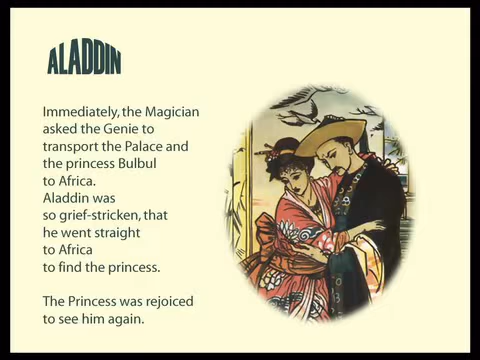 ALADDIN
Immediately, the Magician
asked the Genie to
transport the Palace and
the princess Bulbul
to Africa.
Aladdin was
so grief-stricken, that
he went straight
to Africa
to find the princess.
The Princess was rejoiced
to see him again.